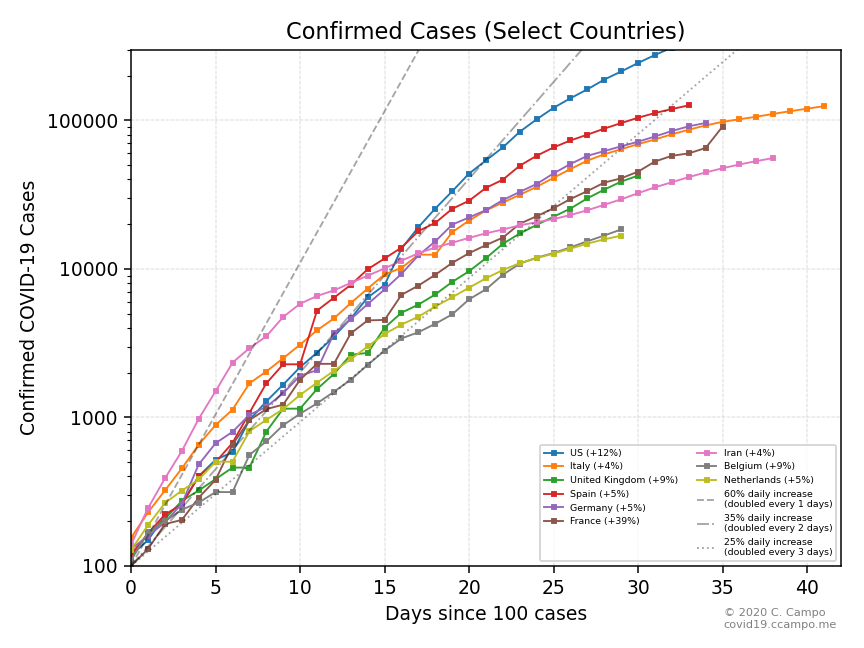 Confirmed Cases (Select Countries)
Confirmed COVID-19 Cases
100000
10000
1000
100
0 5 10 15 20 25 30 35 40
Days since 100 cases
US (+12%)
Italy (+4%)
United Kingdom (+9%)
Spain (+5%)
Germany (+5%)
France (+39%)
Iran (+4%)
Belgium (+9%)
Netherlands (+5%)
60% daily increase
(doubled every 1 days)
35% daily increase
(doubled every 2 days)
25% daily increase
(doubled every 3 days)
© 2020 C. Campo
covid19.ccampo.me